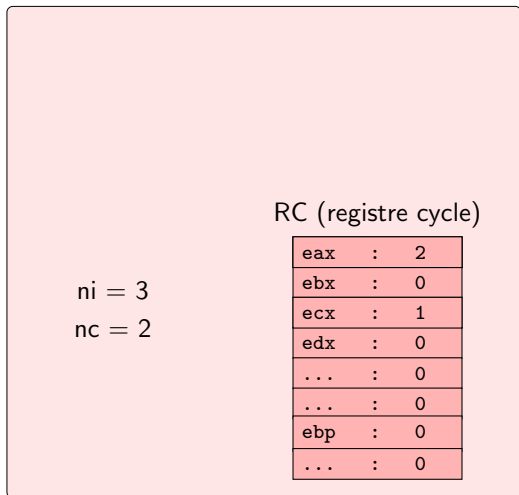 RC (registre cycle)
eax : 2
ebx : 0
ecx : 1
edx : 0
... : 0
... : 0
ebp : 0
... : 0
ni = 3
nc = 2